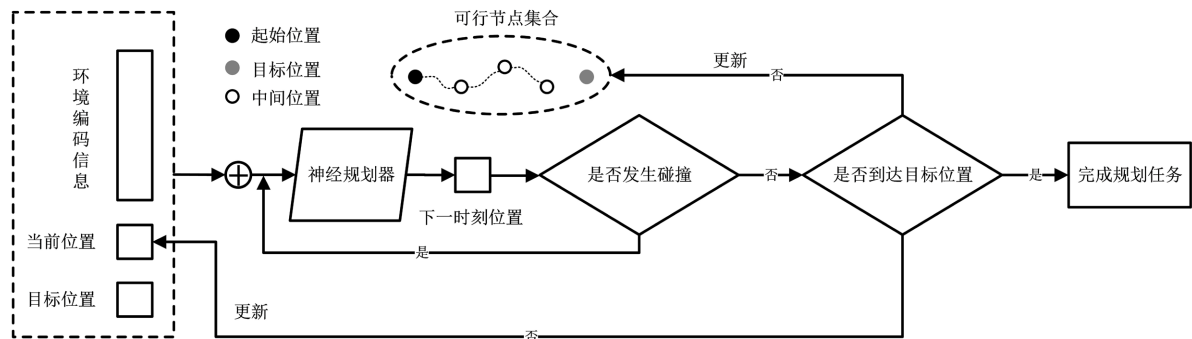 可行节点集合
起始位置
目标位置
中间位置
更新
否
环境编码信息
神经规划器
下一时刻位置
是否发生碰撞
否
是否到达目标位置
是
完成规划任务
是
当前位置
目标位置
更新
否